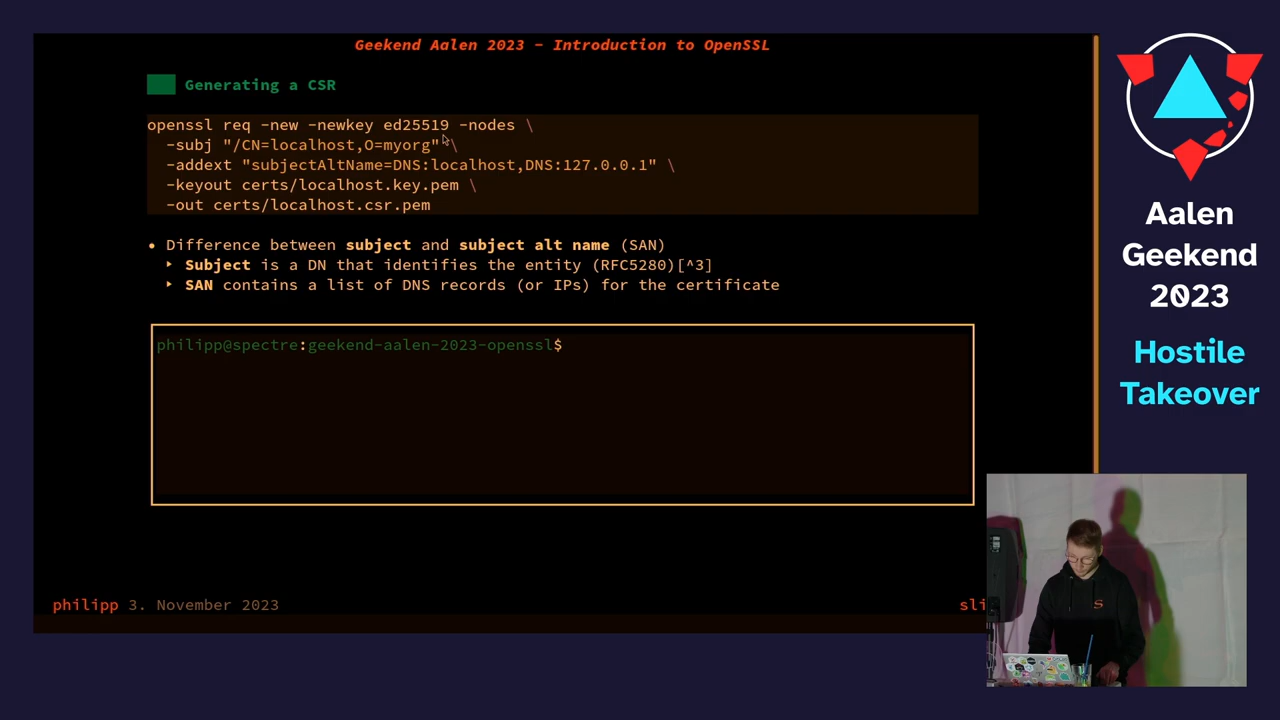 Geekend Aalen 2023 - Introduction to OpenSSL
Generating a CSR
openssl req -new -newkey ed25519 -nodes \
-subj "/CN=localhost,O=myorg" \
-addext "subjectAltName=DNS:localhost,DNS:127.0.0.1" \
-keyout certs/localhost.key.pem \
-out certs/localhost.csr.pem
• Difference between subject and subject alt name (SAN)
‣ Subject is a DN that identifies the entity (RFC5280)[^3]
‣ SAN contains a list of DNS records (or IPs) for the certificate
philipp@spectre:geekend-aalen-2023-openssl$
philipp 3. November 2023
sli
Aalen
Geekend
2023
Hostile
Takeover